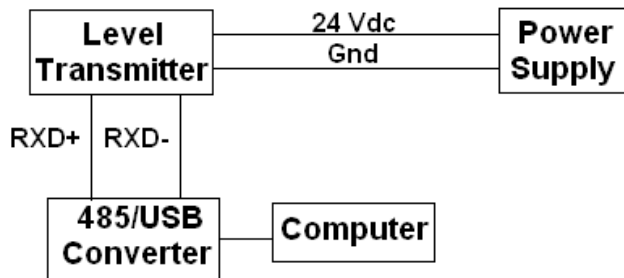 Level
Transmitter
24 Vdc
Gnd
Power
Supply
RXD+
RXD-
485/USB
Converter
Computer